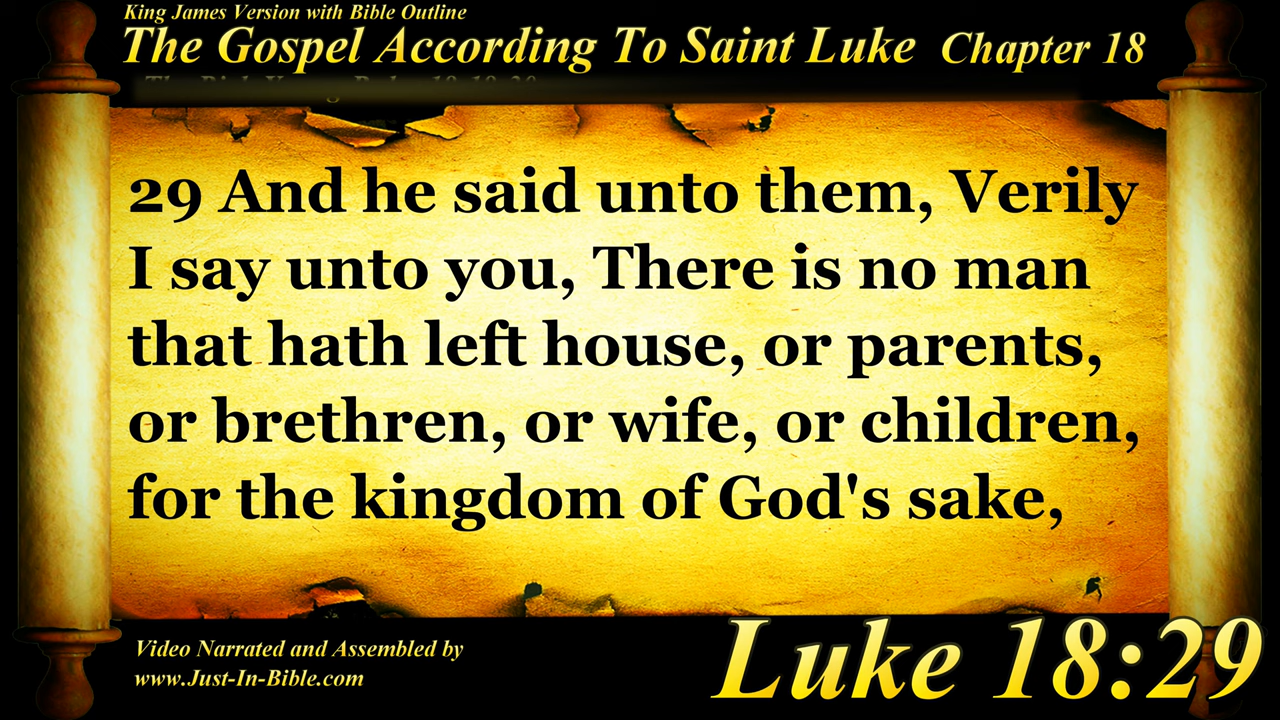 King James Version with Bible Outline
The Gospel According To Saint Luke Chapter 18
29 And he said unto them, Verily
I say unto you, There is no man
that hath left house, or parents,
or brethren, or wife, or children,
for the kingdom of God's sake,
Video Narrated and Assembled by
www.Just-In-Bible.com
Luke 18:29